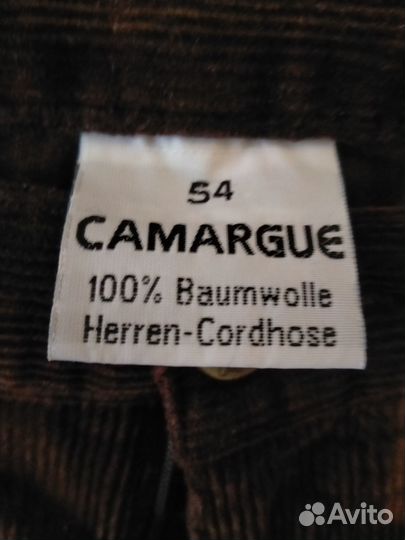 54
CAMARGUE
100% Baumwolle
Herren-Cordhose
Avito